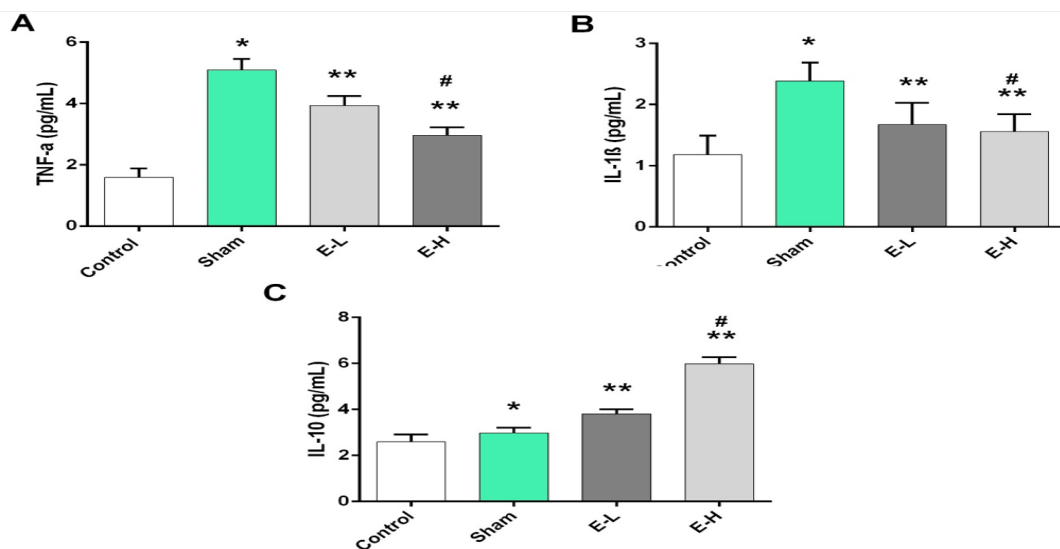 A
TNF-a (pg/mL)
6
4
2
0
*
**
#
**
Control
Sham
E-L
E-H
B
IL-1ß (pg/mL)
3
2
1
0
*
**
#
**
ontrol
Sham
E-L
E-H
C
IL-10 (pg/mL)
8
6
4
2
0
*
**
#
**
Control
Sham
E-L
E-H